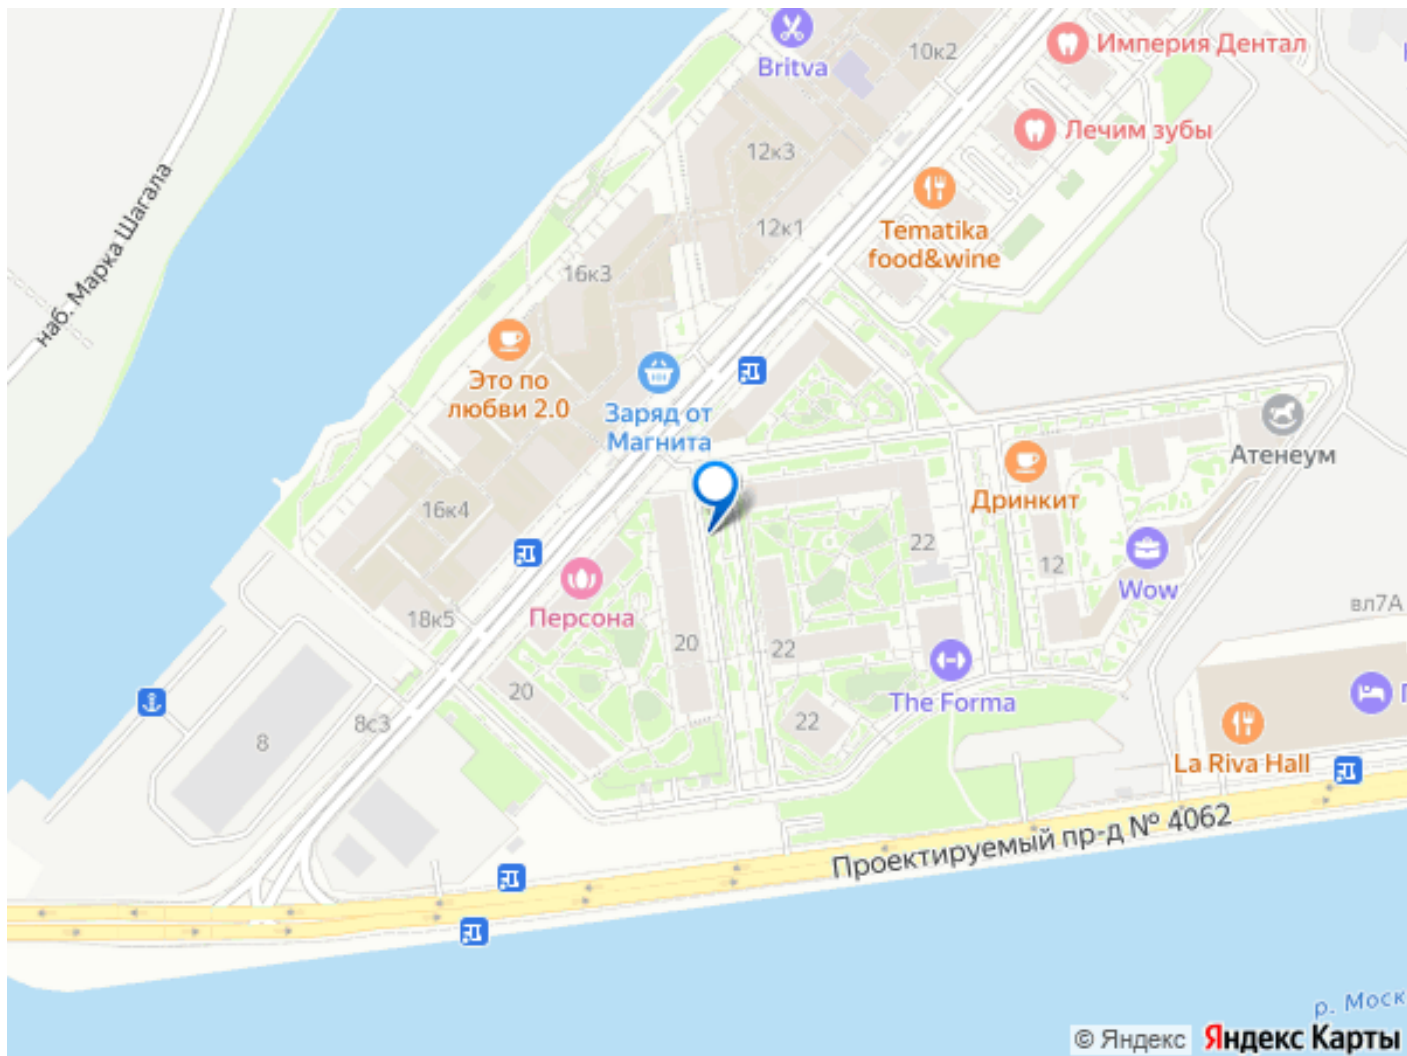 Britva
10к2
Империя Дентал
Лечим зубы
12к3
Tematika
food&wine
12к1
наб. Марка Шагала
16к3
Это по
любви 2.0
Заряд от
Магнита
Атенеум
Дринкит
16к4
22
12
Wow
вл7А
18к5
Персона
20
22
20
The Forma
22
8с3
8
La Riva Hall
Проектируемый пр-д № 4062
р. Моск
© Яндекс Яндекс Карты